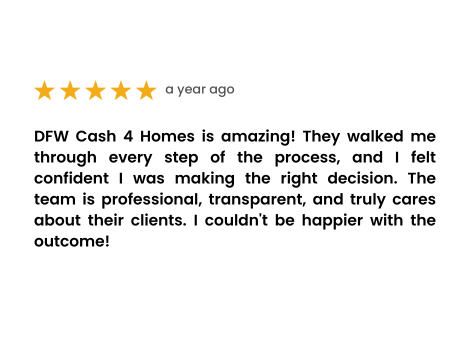 a year ago
DFW Cash 4 Homes is amazing! They walked me
through every step of the process, and I felt
confident I was making the right decision. The
team is professional, transparent, and truly cares
about their clients. I couldn't be happier with the
outcome!